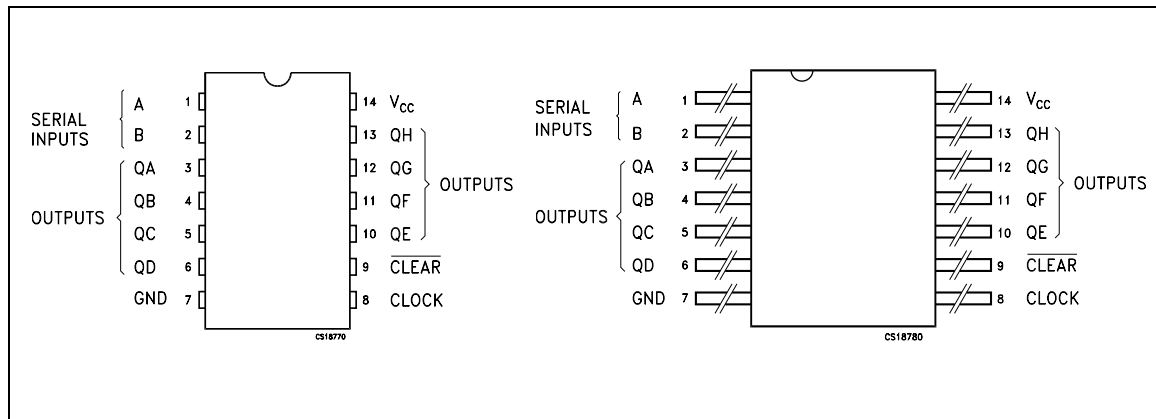 SERIAL INPUTS
A 1
B 2
OUTPUTS
QA 3
QB 4
QC 5
QD 6
GND 7
14 VCC
13 QH
12 QG
11 QF
10 QE
OUTPUTS
9 CLEAR
8 CLOCK
CS18770
SERIAL INPUTS
A 1
B 2
OUTPUTS
QA 3
QB 4
QC 5
QD 6
GND 7
14 VCC
13 QH
12 QG
11 QF
10 QE
OUTPUTS
9 CLEAR
8 CLOCK
CS18780